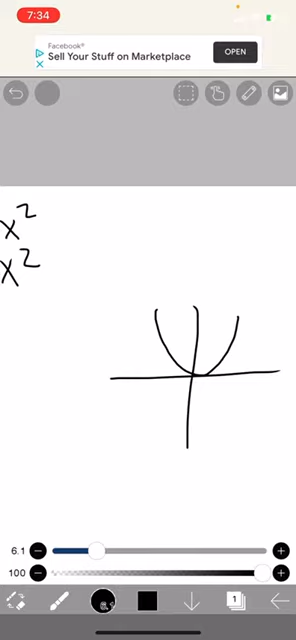 7:34
Facebook®
Sell Your Stuff on Marketplace
OPEN
x²
x²
6.1
100
1